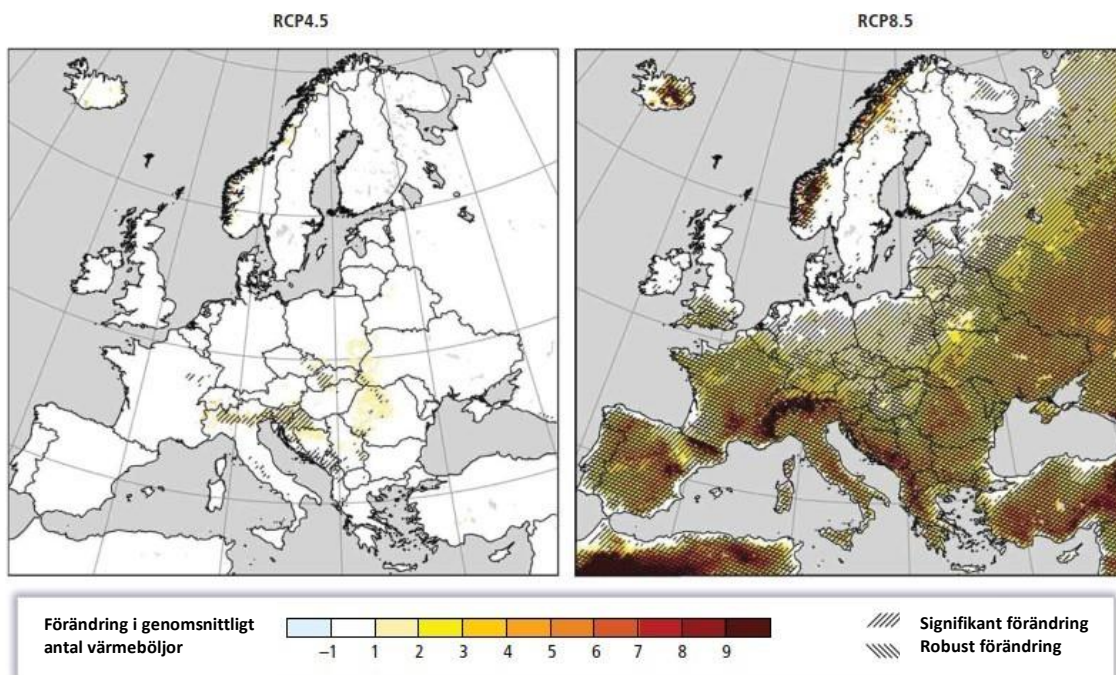 RCP4.5
RCP8.5
Förändring i genomsnittligt
antal värmeböljor
–1 1 2 3 4 5 6 7 8 9
Signifikant förändring
Robust förändring